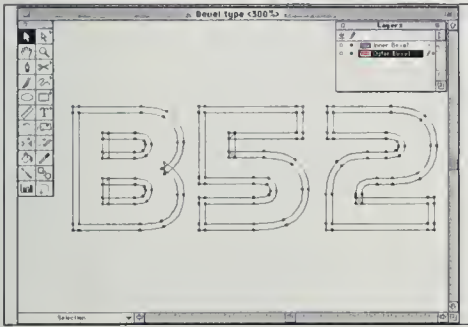 Bevel type <300%>
Layers
Inner Bevel
Outer Bevel
T
B52
Selection